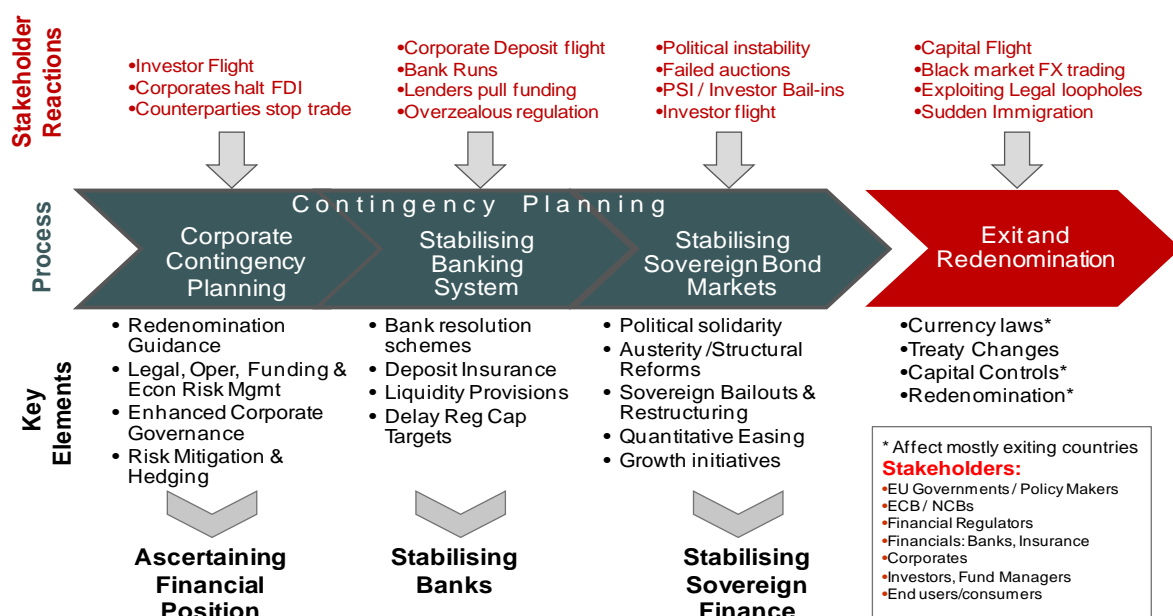 Stakeholder
Reactions
•Investor Flight
•Corporates halt FDI
•Counterparties stop trade
•Corporate Deposit flight
•Bank Runs
•Lenders pull funding
•Overzealous regulation
•Political instability
•Failed auctions
•PSI / Investor Bail-ins
•Investor flight
•Capital Flight
•Black market FX trading
•Exploiting Legal loopholes
•Sudden Immigration
Process
Contingency Planning
Corporate
Contingency
Planning
Stabilising
Banking
System
Stabilising
Sovereign Bond
Markets
Exit and
Redenomination
Key
Elements
• Redenomination
Guidance
• Legal, Oper, Funding &
Econ Risk Mgmt
• Enhanced Corporate
Governance
• Risk Mitigation &
Hedging
• Bank resolution
schemes
• Deposit Insurance
• Liquidity Provisions
• Delay Reg Cap
Targets
• Political solidarity
• Austerity /Structural
Reforms
• Sovereign Bailouts &
Restructuring
• Quantitative Easing
• Growth initiatives
•Currency laws*
•Treaty Changes
•Capital Controls*
•Redenomination*
* Affect mostly exiting countries
Stakeholders:
•EU Governments / Policy Makers
•ECB / NCBs
•Financial Regulators
•Financials: Banks, Insurance
•Corporates
•Investors, Fund Managers
•End users/consumers
Ascertaining
Financial
Position
Stabilising
Banks
Stabilising
Sovereign
Finance